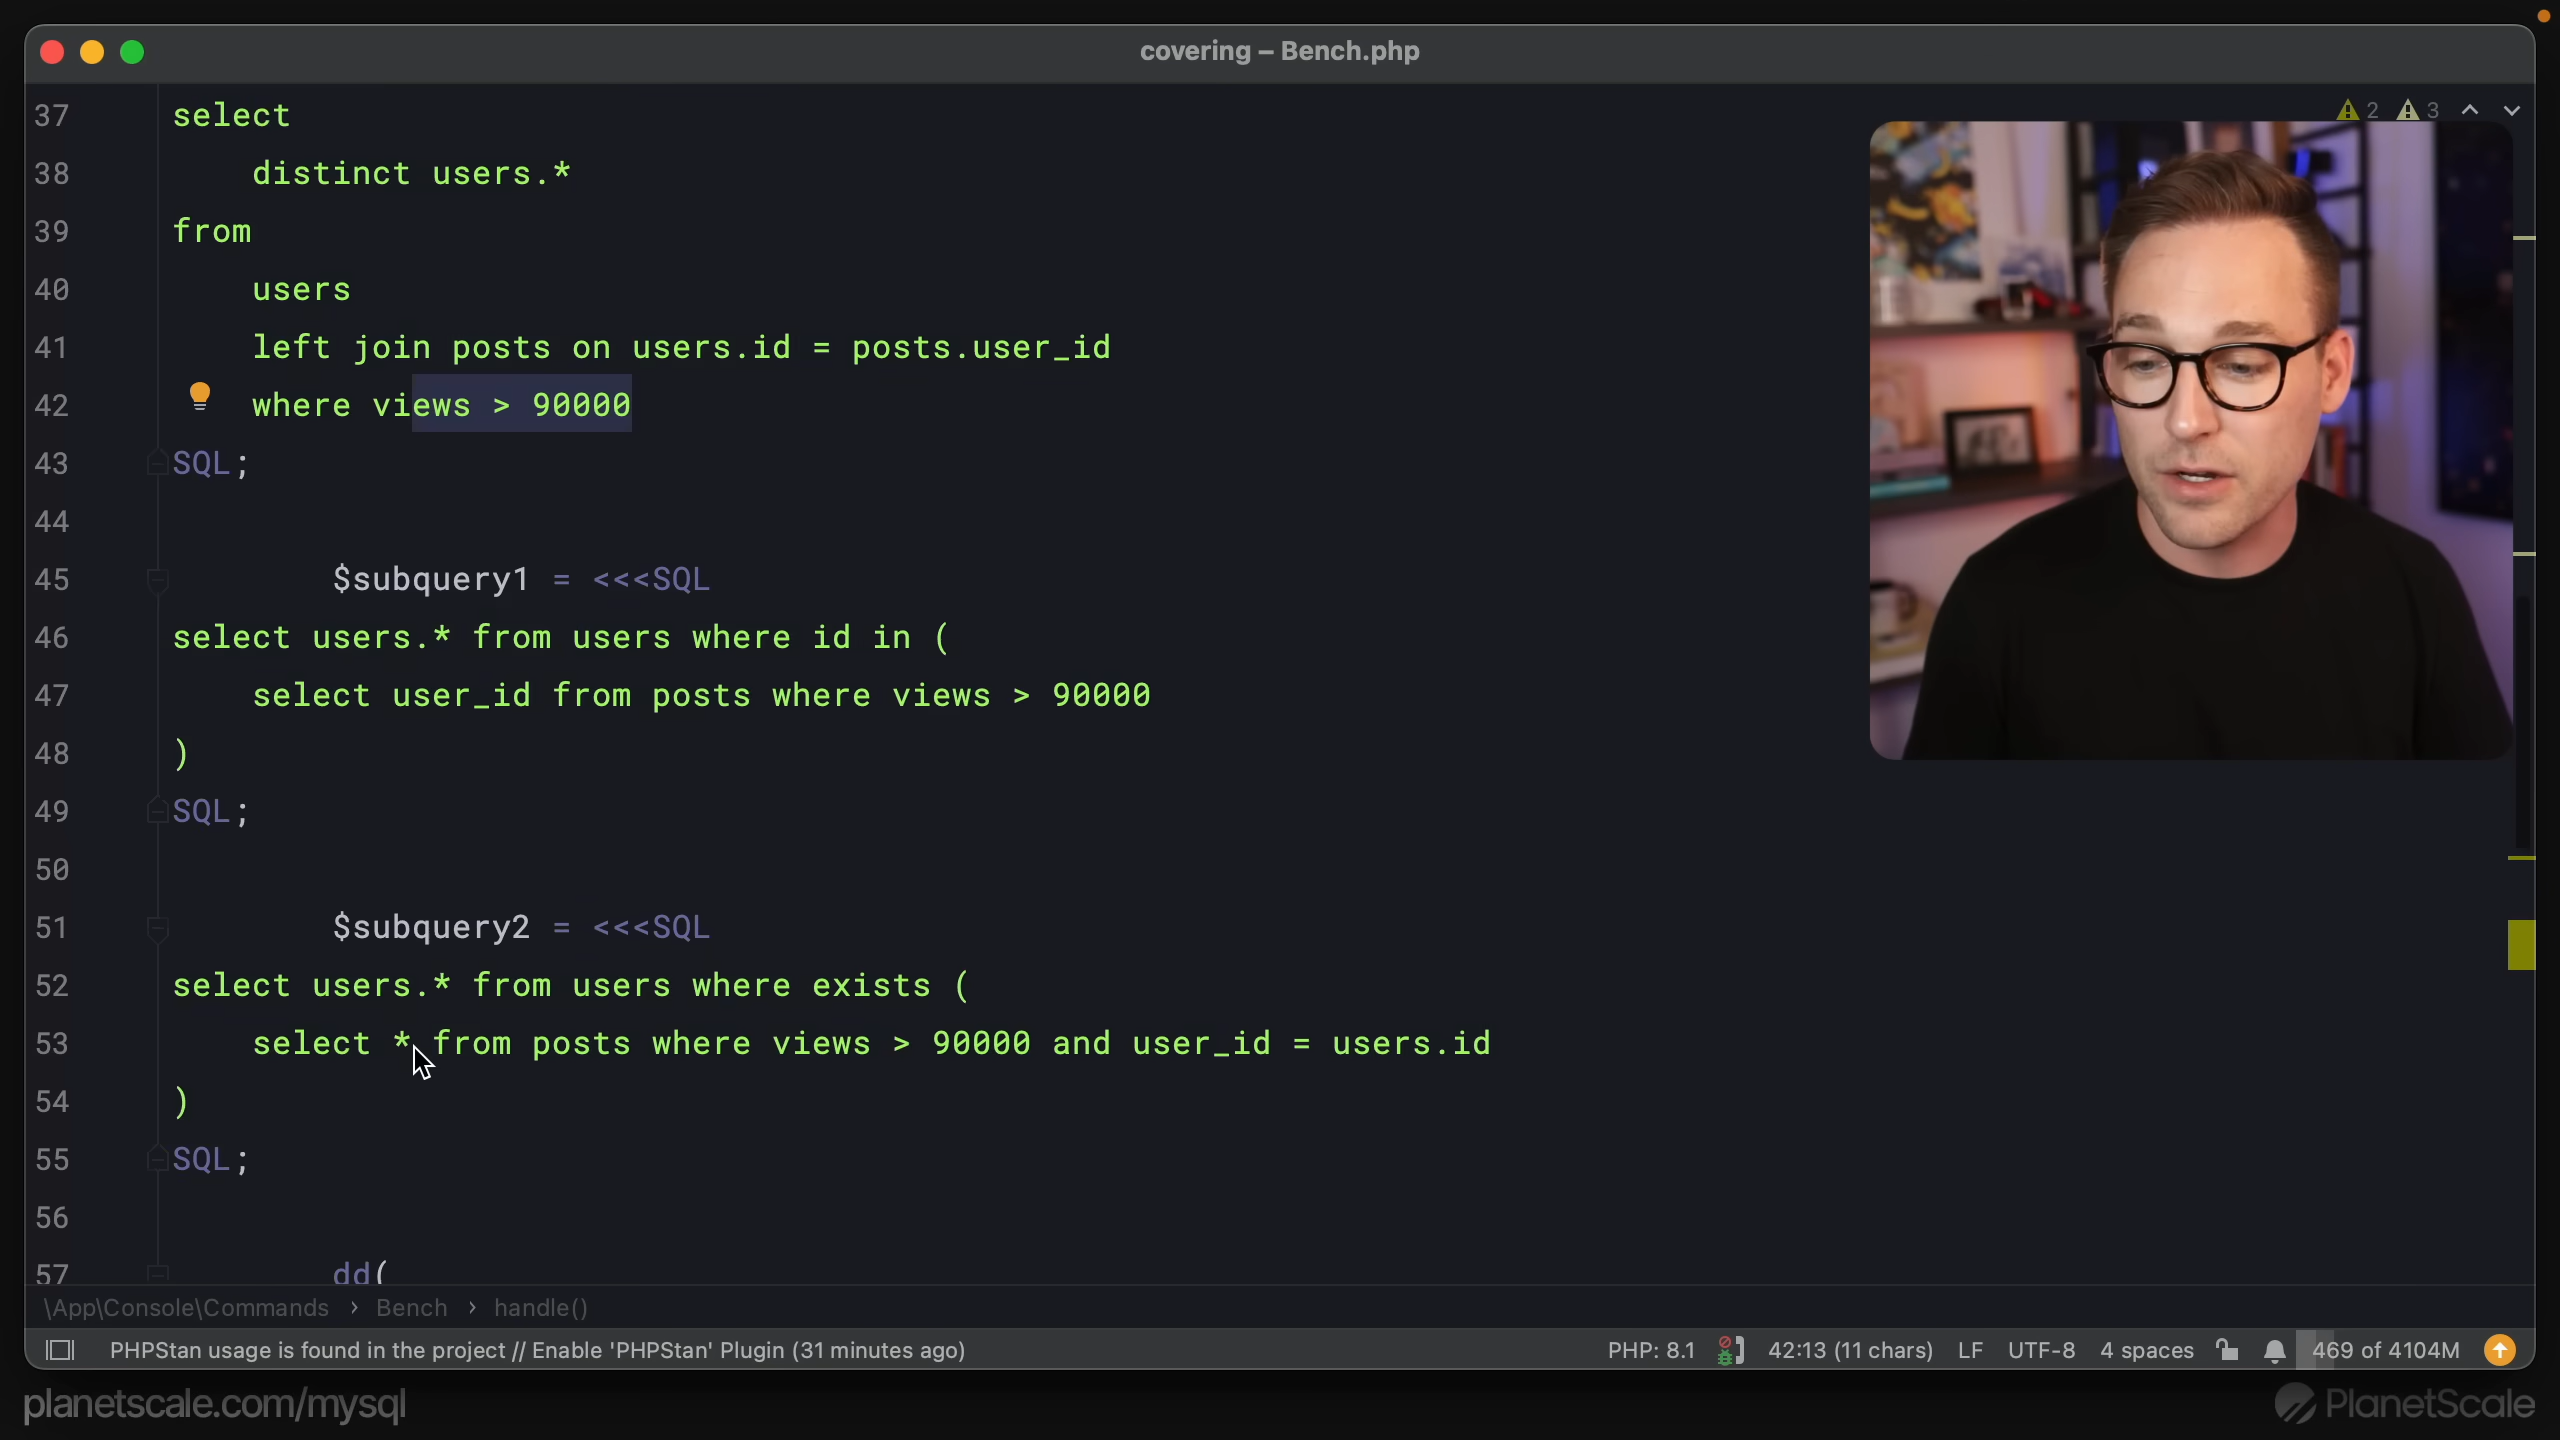 covering – Bench.php
2 3
37 select
38 distinct users.*
39 from
40 users
41 left join posts on users.id = posts.user_id
42 where views > 90000
43 SQL;
44
45 $subquery1 = <<<SQL
46 select users.* from users where id in (
47 select user_id from posts where views > 90000
48 )
49 SQL;
50
51 $subquery2 = <<<SQL
52 select users.* from users where exists (
53 select * from posts where views > 90000 and user_id = users.id
54 )
55 SQL;
56
57 dd(
\App\Console\Commands › Bench › handle()
PHPStan usage is found in the project // Enable 'PHPStan' Plugin (31 minutes ago) PHP: 8.1 42:13 (11 chars) LF UTF-8 4 spaces 469 of 4104M
planetscale.com/mysql PlanetScale